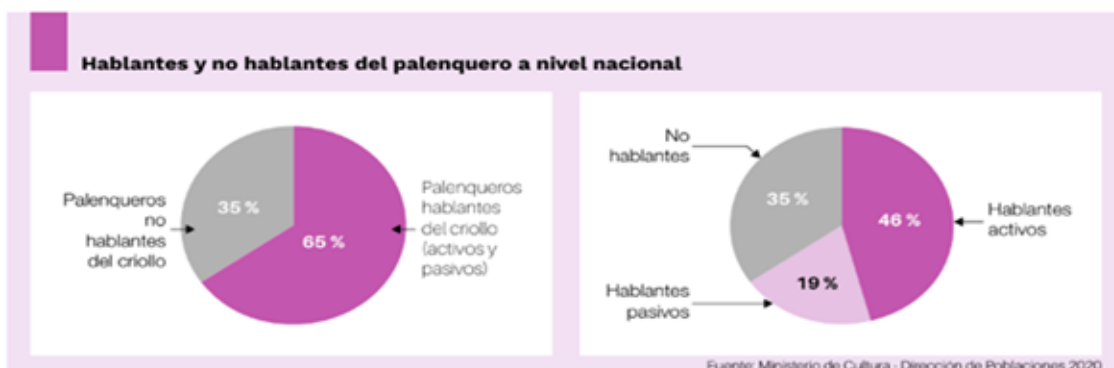 Hablantes y no hablantes del palenquero a nivel nacional
Palenqueros
no
hablantes
del criollo
35 %
65 %
Palenqueros
hablantes
del criollo
(activos y
pasivos)
No
hablantes
35 %
46 %
Hablantes
activos
19 %
Hablantes
pasivos
Fuente: Ministerio de Cultura - Dirección de Poblaciones 2020